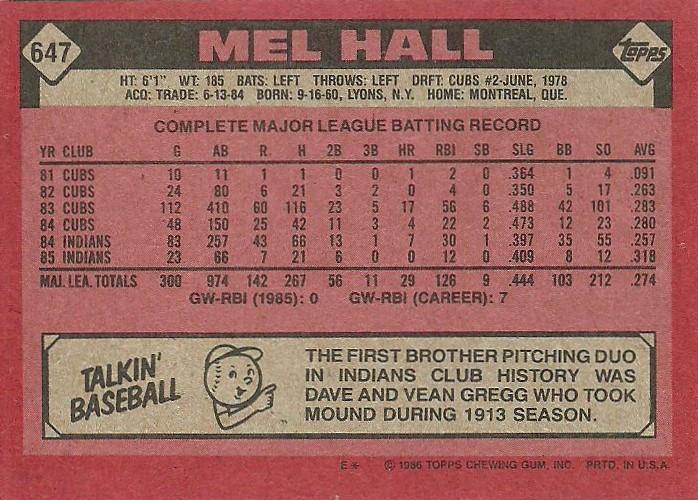 647
MEL HALL
Topps
HT: 6'1" WT: 185 BATS: LEFT THROWS: LEFT DRFT: CUBS #2-JUNE, 1978
ACQ: TRADE: 6-13-84 BORN: 9-16-60, LYONS, N.Y. HOME: MONTREAL, QUE.
COMPLETE MAJOR LEAGUE BATTING RECORD
YR CLUB G AB R H 2B 3B HR RBI SB SLG BB SO AVG
81 CUBS 10 11 1 1 0 0 1 2 0 .364 1 4 .091
82 CUBS 24 80 6 21 3 2 0 4 0 .350 5 17 .263
83 CUBS 112 410 60 116 23 5 17 56 6 .488 42 101 .283
84 CUBS 48 150 25 42 11 3 4 22 2 .473 12 23 .280
84 INDIANS 83 257 43 66 13 1 7 30 1 .397 35 55 .257
85 INDIANS 23 66 7 21 6 0 0 12 0 .409 8 12 .318
MAJ. LEA. TOTALS 300 974 142 267 56 11 29 126 9 .444 103 212 .274
GW-RBI (1985): 0 GW-RBI (CAREER): 7
TALKIN'
BASEBALL
THE FIRST BROTHER PITCHING DUO
IN INDIANS CLUB HISTORY WAS
DAVE AND VEAN GREGG WHO TOOK
MOUND DURING 1913 SEASON.
E* © 1986 TOPPS CHEWING GUM, INC. PRTD. IN U.S.A.